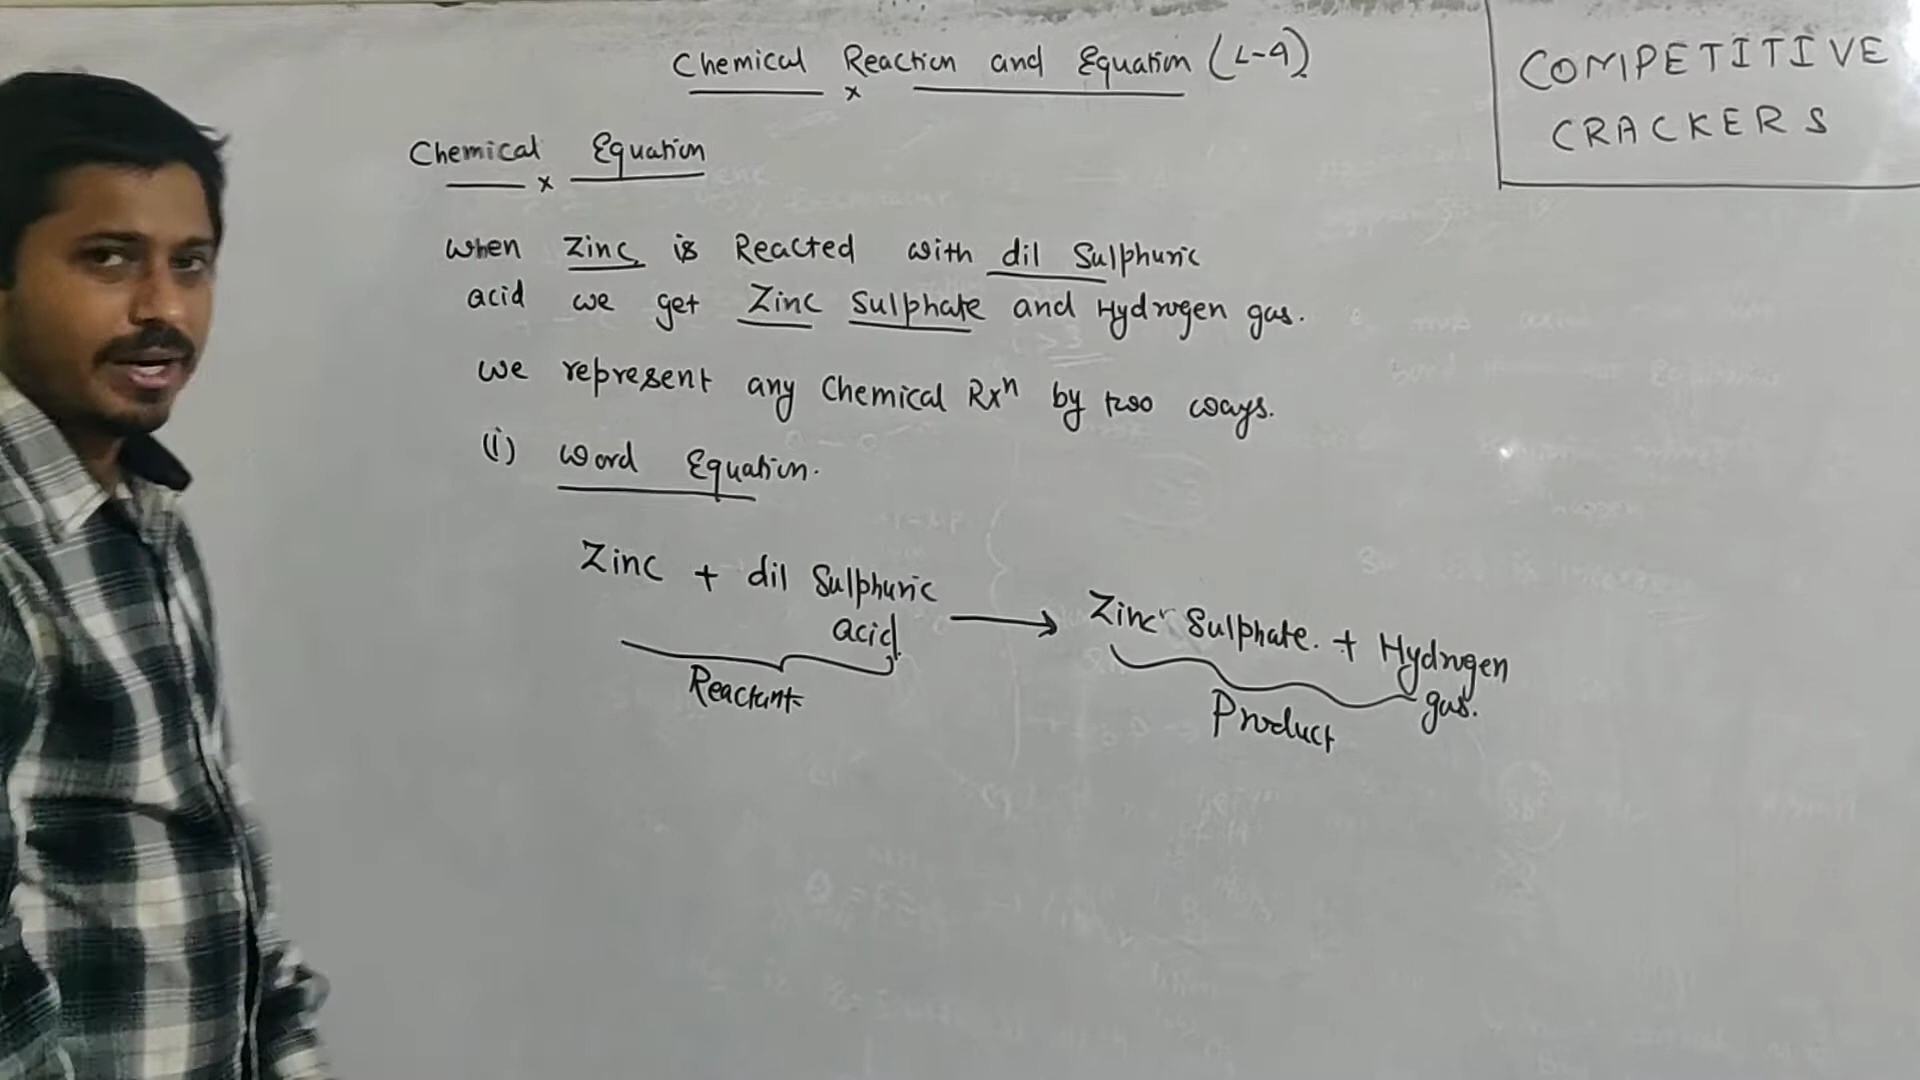 Chemical Reaction and Equation (L-4)
COMPETITIVE
CRACKERS
Chemical Equation
when Zinc is Reacted with dil Sulphuric
acid we get Zinc Sulphate and Hydrogen gas.
we represent any Chemical Rxn by two ways.
(i) word Equation.
Zinc + dil Sulphuric
acid
→ Zinc Sulphate. + Hydrogen
gas.
Reactant
Product